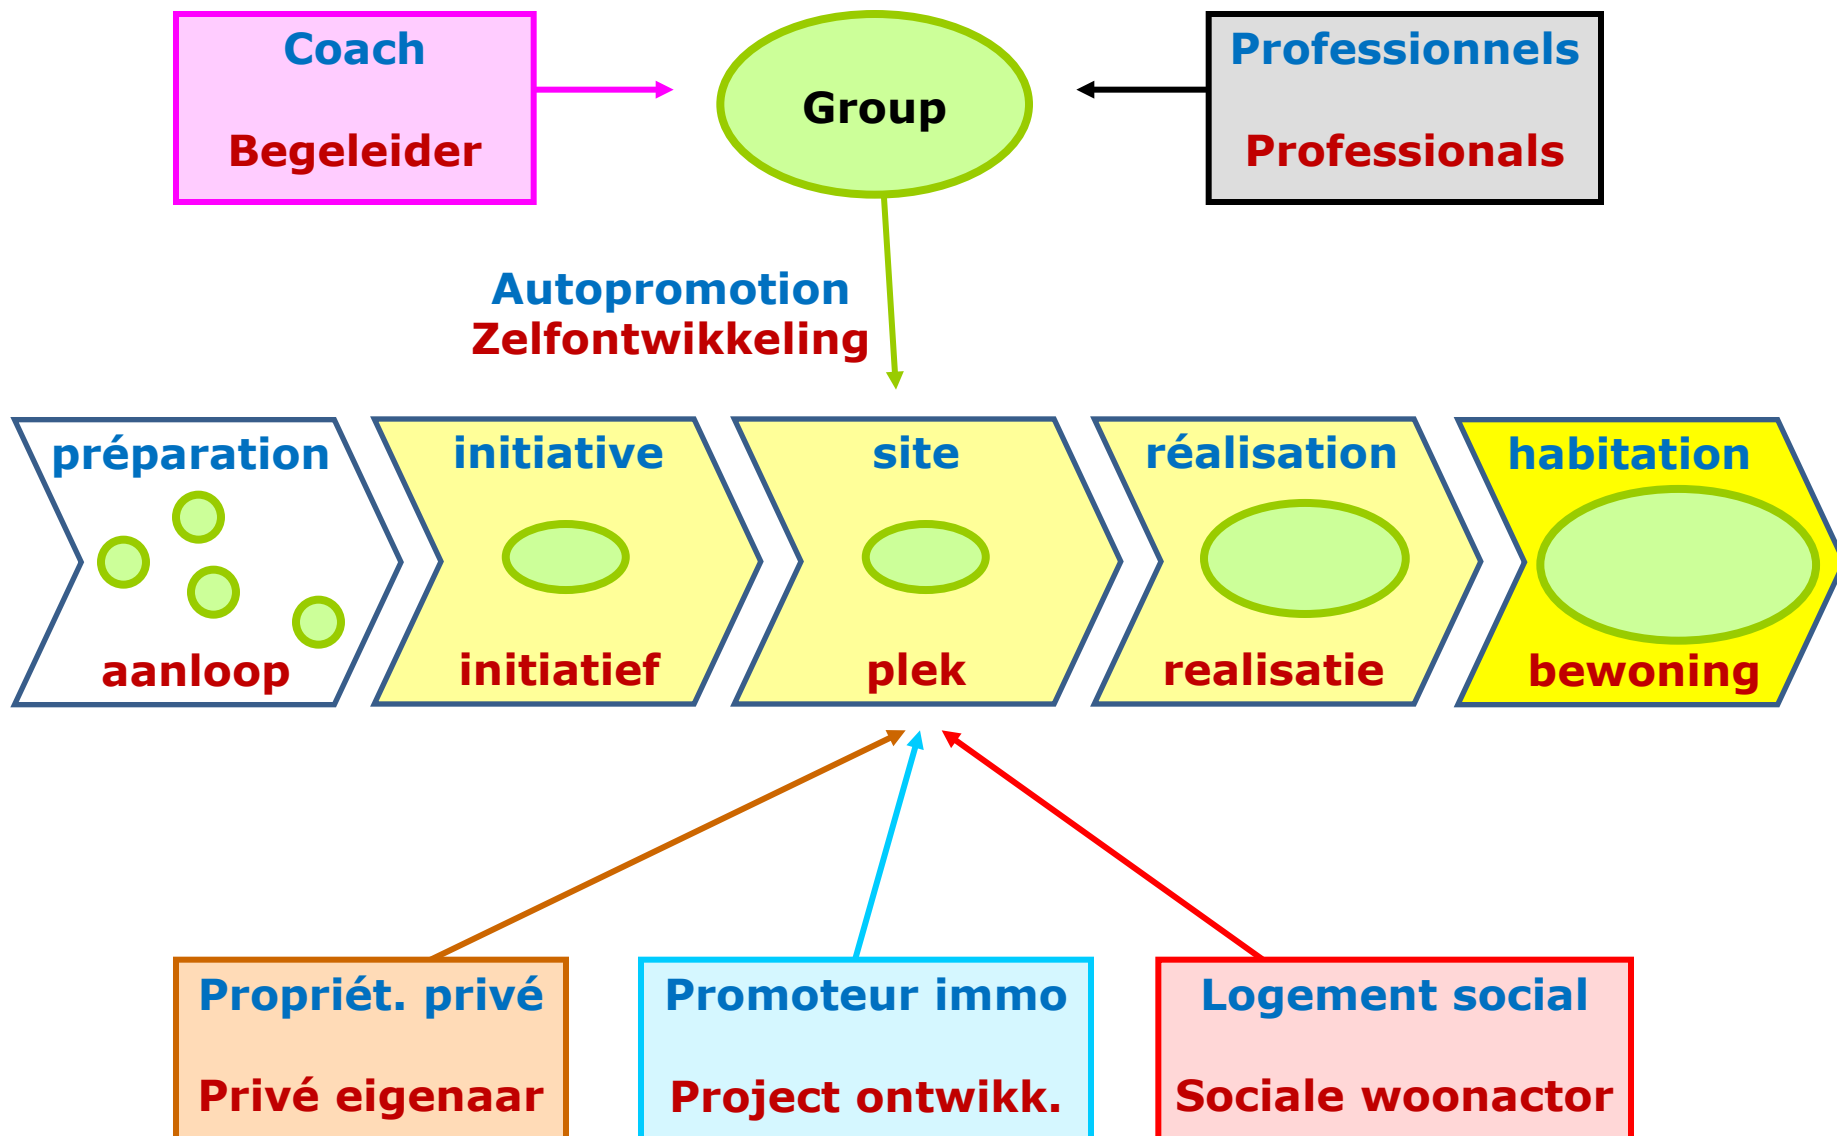 Coach
Begeleider
Group
Professionnels
Professionals
Autopromotion
Zelfontwikkeling
préparation
aanloop
initiative
initiatief
site
plek
réalisation
realisatie
habitation
bewoning
Propriét. privé
Privé eigenaar
Promoteur immo
Project ontwikk.
Logement social
Sociale woonactor